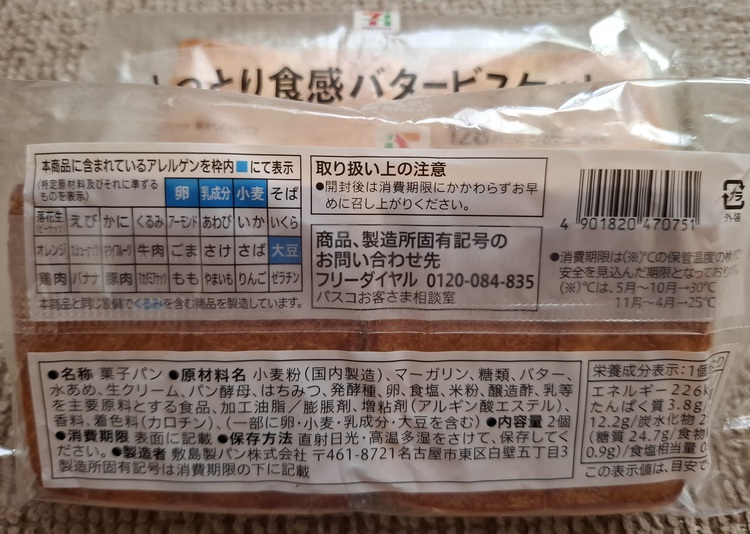 しっとり食感バタービスケット
本商品に含まれているアレルゲンを枠内■にて表示
(特定原材料及びそれに準ずる
ものを表示)
卵 乳成分 小麦 そば
落花生(ピーナッツ) えび かに くるみ アーモンド あわび いか いくら
オレンジ カシューナッツ キウイフルーツ 牛肉 ごま さけ さば 大豆
鶏肉 バナナ 豚肉 マカダミアナッツ もも やまいも りんご ゼラチン
本商品と同じ設備でくるみを含む商品を製造しています。
取り扱い上の注意
●開封後は消費期限にかかわらずお早
めに召し上がりください。
商品、製造所固有記号の
お問い合わせ先
フリーダイヤル 0120-084-835
パスコお客さま相談室
4 901820 470751
プラ
外装
●消費期限は(※)℃の保管温度の検
安全を見込んだ期限となってお
(※)℃は、5月〜10月→30℃
11月〜4月→25℃
●名称 菓子パン ●原材料名 小麦粉(国内製造)、マーガリン、糖類、バター、
水あめ、生クリーム、パン酵母、はちみつ、発酵種、卵、食塩、米粉、醸造酢、乳等
を主要原料とする食品、加工油脂/膨脹剤、増粘剤(アルギン酸エステル)、
香料、着色料(カロチン)、(一部に卵・小麦・乳成分・大豆を含む) ●内容量 2個
●消費期限 表面に記載 ●保存方法 直射日光・高温多湿をさけて、保存してく
ださい。●製造者 敷島製パン株式会社 〒461-8721名古屋市東区白壁五丁目3
製造所固有記号は消費期限の下に記載
栄養成分表示:1個
エネルギー 226k
たんぱく質 3.8g/
12.2g/炭水化物 2
(糖質 24.7g/食物
0.9g)/食塩相当量 0.
この表示値は、目安で